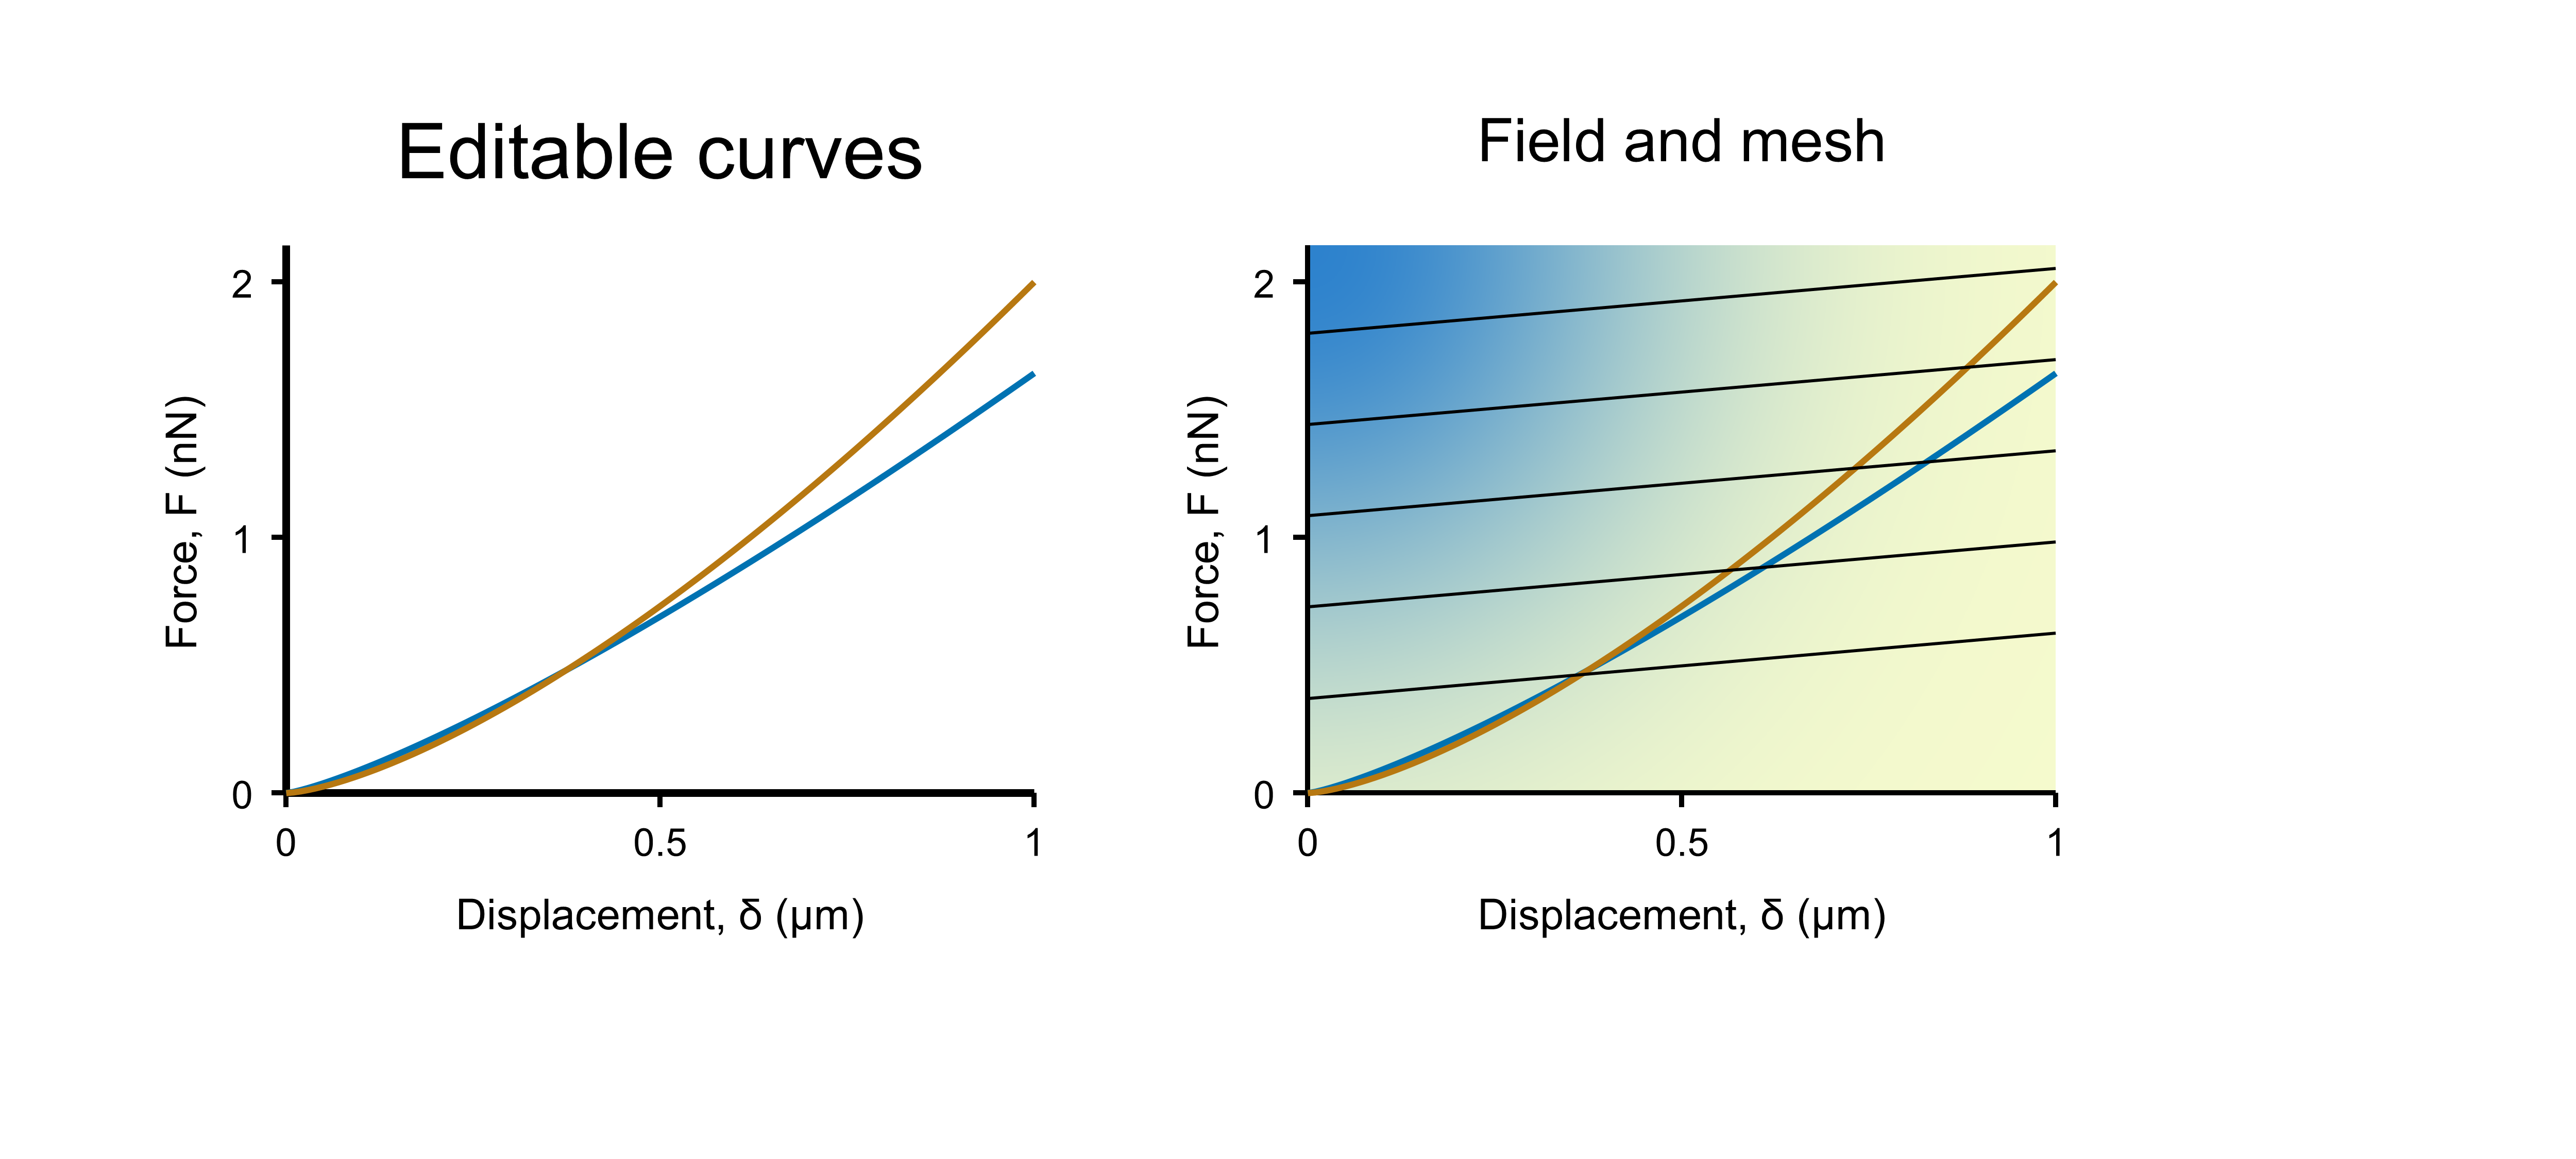 Editable curves
Field and mesh
Force, F (nN)
2
1
0
0
0.5
1
Displacement, δ (μm)
Force, F (nN)
2
1
0
0
0.5
1
Displacement, δ (μm)